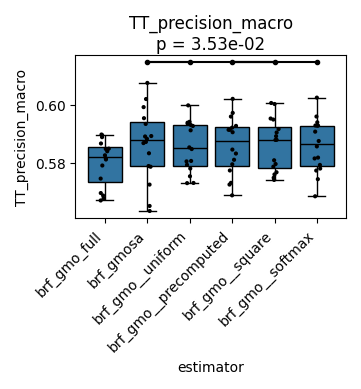 TT_precision_macro
p = 3.53e-02
TT_precision_macro
0.60
0.58
brf_gmo_full
brf_gmosa
brf_gmo__uniform
brf_gmo__precomputed
brf_gmo__square
brf_gmo__softmax
estimator